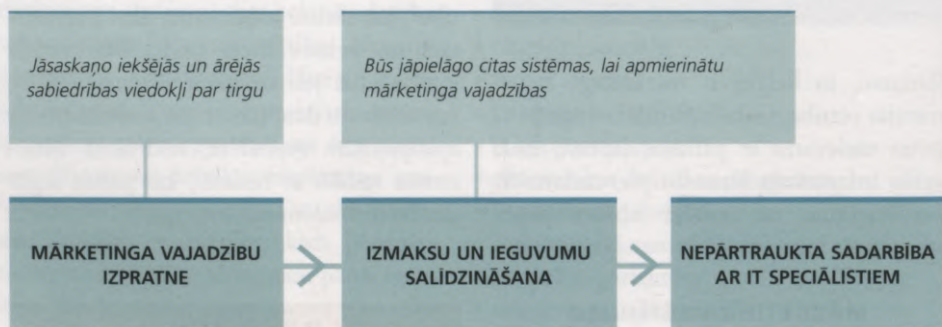 Jāsaskaņo iekšējās un ārējās
sabiedrības viedokļi par tirgu
Būs jāpielāgo citas sistēmas, lai apmierinātu
mārketinga vajadzības
MĀRKETINGA VAJADZĪBU
IZPRATNE
IZMAKSU UN IEGUVUMU
SALĪDZINĀŠANA
NEPĀRTRAUKTA SADARBĪBA
AR IT SPECIĀLISTIEM